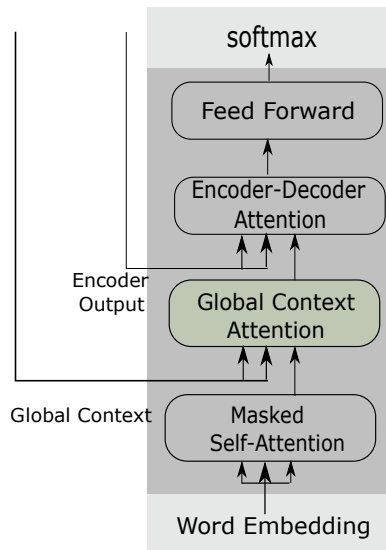 softmax
Feed Forward
Encoder-Decoder
Attention
Encoder
Output
Global Context
Attention
Global Context
Masked
Self-Attention
Word Embedding